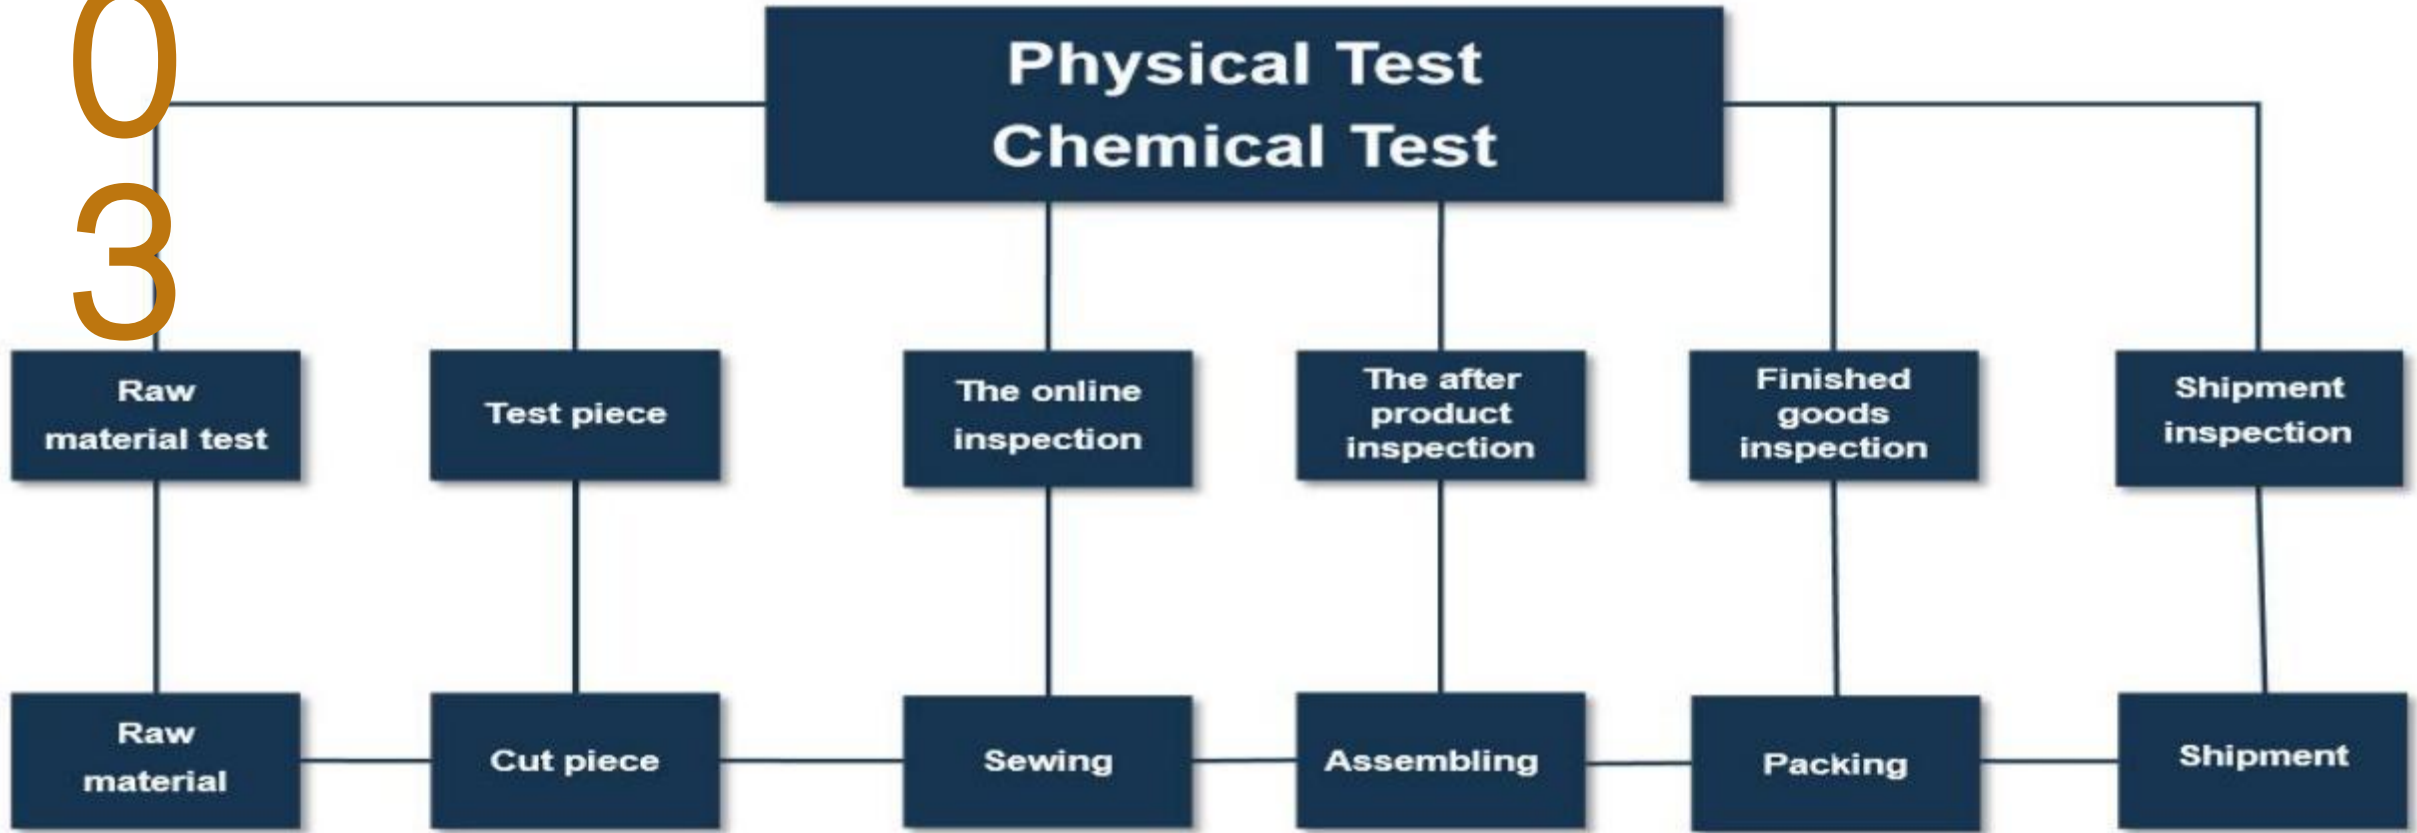 0
3
Physical Test
Chemical Test
Raw
material test
Test piece
The online
inspection
The after
product
inspection
Finished
goods
inspection
Shipment
inspection
Raw
material
Cut piece
Sewing
Assembling
Packing
Shipment